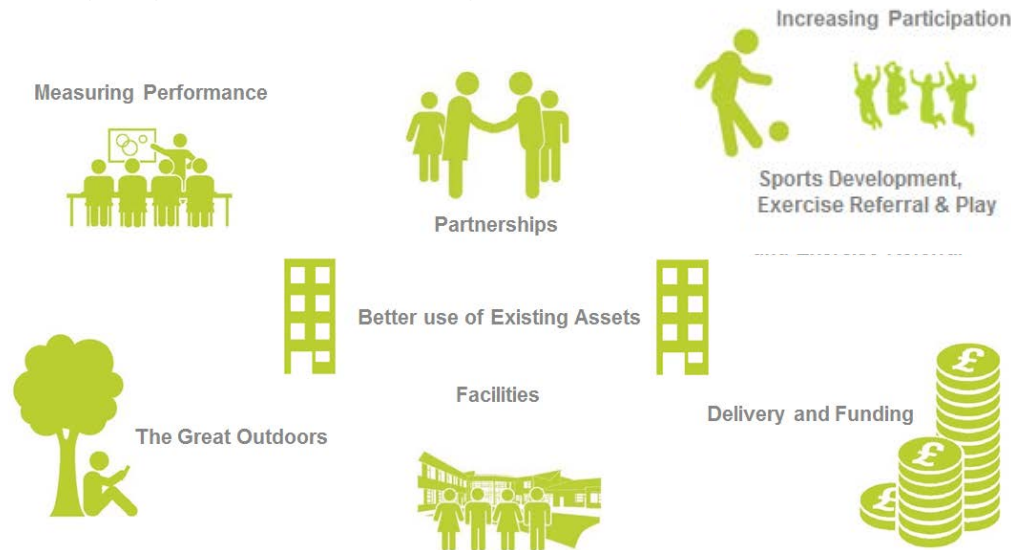 Increasing Participation
Measuring Performance
Sports Development,
Exercise Referral & Play
Partnerships
Better use of Existing Assets
Facilities
Delivery and Funding
The Great Outdoors
£
£
£